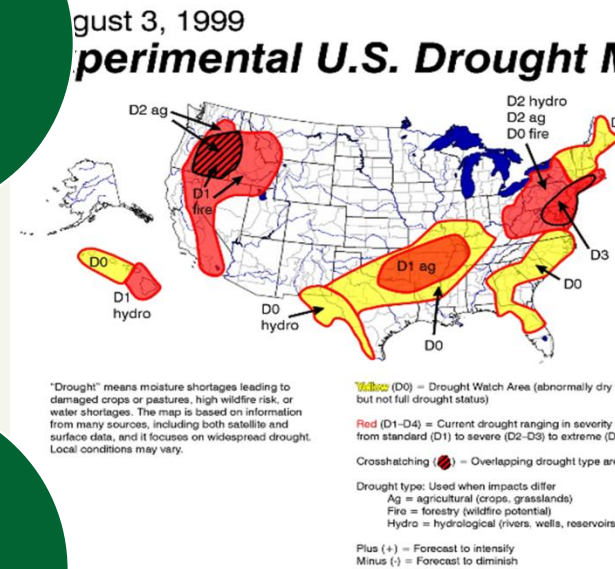 gust 3, 1999
perimental U.S. Drought M
D2 ag
D1
fire
D0
D1
hydro
D0
hydro
D1 ag
D0
D2 hydro
D2 ag
D0 fire
D3
D0
"Drought" means moisture shortages leading to
damaged crops or pastures, high wildfire risk, or
water shortages. The map is based on information
from many sources, including both satellite and
surface data, and it focuses on widespread drought.
Local conditions may vary.
Yellow (D0) = Drought Watch Area (abnormally dry
but not full drought status)
Red (D1–D4) = Current drought ranging in severity
from standard (D1) to severe (D2–D3) to extreme (D
Crosshatching ( ) = Overlapping drought type are
Drought type: Used when impacts differ
Ag = agricultural (crops, grasslands)
Fire = forestry (wildfire potential)
Hydro = hydrological (rivers, wells, reservoirs
Plus (+) = Forecast to intensify
Minus (-) = Forecast to diminish